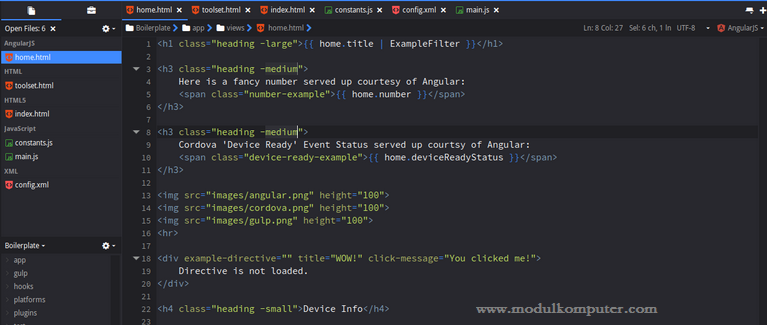 home.html toolset.html index.html constants.js config.xml main.js
Open Files: 6
Boilerplate app views home.html
Ln: 8 Col: 27 Sel: 6 ch, 1 ln UTF-8 AngularJS
AngularJS
home.html
HTML
toolset.html
HTML5
index.html
JavaScript
constants.js
main.js
XML
config.xml
Boilerplate
app
gulp
hooks
platforms
plugins
1 <h1 class="heading -large">{{ home.title | ExampleFilter }}</h1>
2
3 <h3 class="heading -medium">
4 Here is a fancy number served up courtesy of Angular:
5 <span class="number-example">{{ home.number }}</span>
6 </h3>
7
8 <h3 class="heading -medium">
9 Cordova 'Device Ready' Event Status served up courtsy of Angular:
10 <span class="device-ready-example">{{ home.deviceReadyStatus }}</span>
11 </h3>
12
13 <img src="images/angular.png" height="100">
14 <img src="images/cordova.png" height="100">
15 <img src="images/gulp.png" height="100">
16 <hr>
17
18 <div example-directive="" title="WOW!" click-message="You clicked me!">
19 Directive is not loaded.
20 </div>
21
22 <h4 class="heading -small">Device Info</h4>
23
www.modulkomputer.com